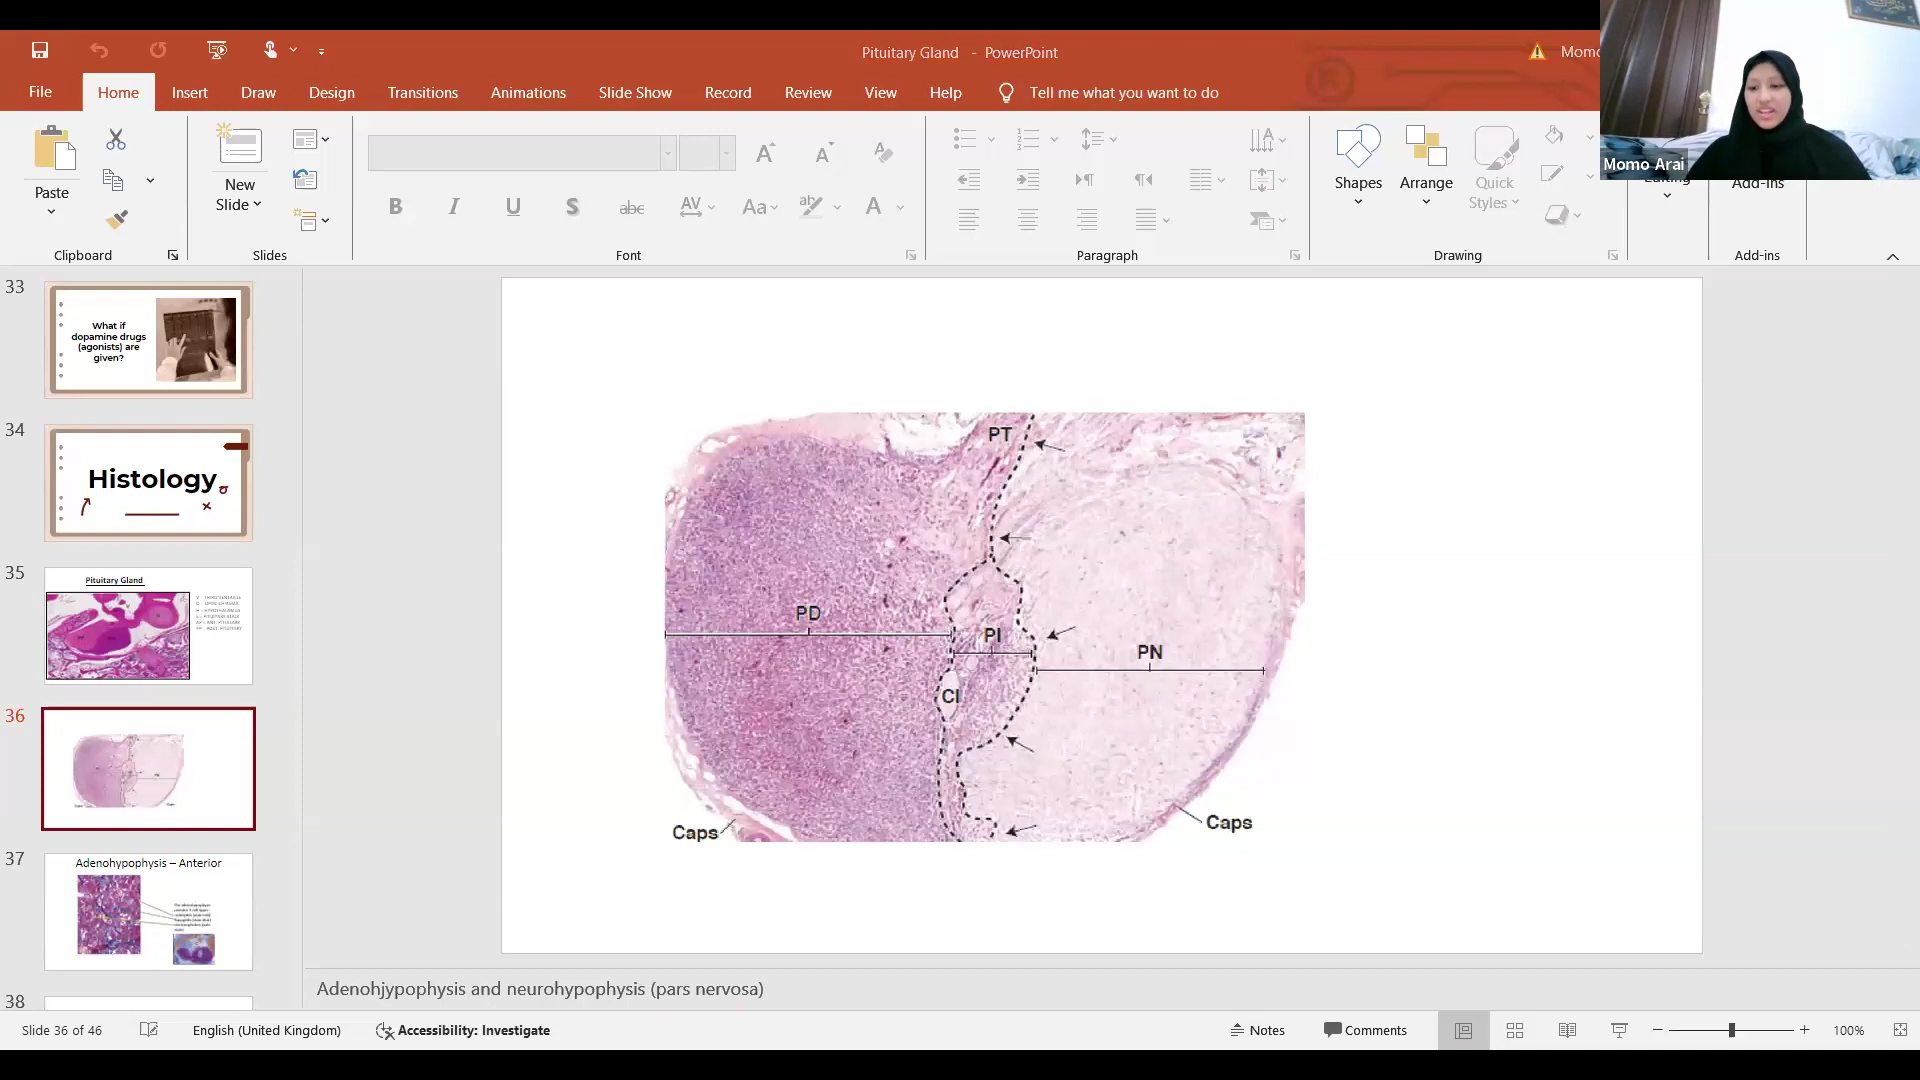 Pituitary Gland - PowerPoint
Momo
File
Home
Insert
Draw
Design
Transitions
Animations
Slide Show
Record
Review
View
Help
Tell me what you want to do
Momo Arai
Paste
New
Slide
Shapes
Arrange
Quick
Styles
Editing
Add-ins
Clipboard
Slides
Font
Paragraph
Drawing
Add-ins
33
What if
dopamine drugs
(agonists) are
given?
34
Histology
35
Pituitary Gland
36
37
Adenohypophysis – Anterior
38
PT
PD
PI
PN
CI
Caps
Caps
Adenohjypophysis and neurohypophysis (pars nervosa)
Slide 36 of 46
English (United Kingdom)
Accessibility: Investigate
Notes
Comments
100%